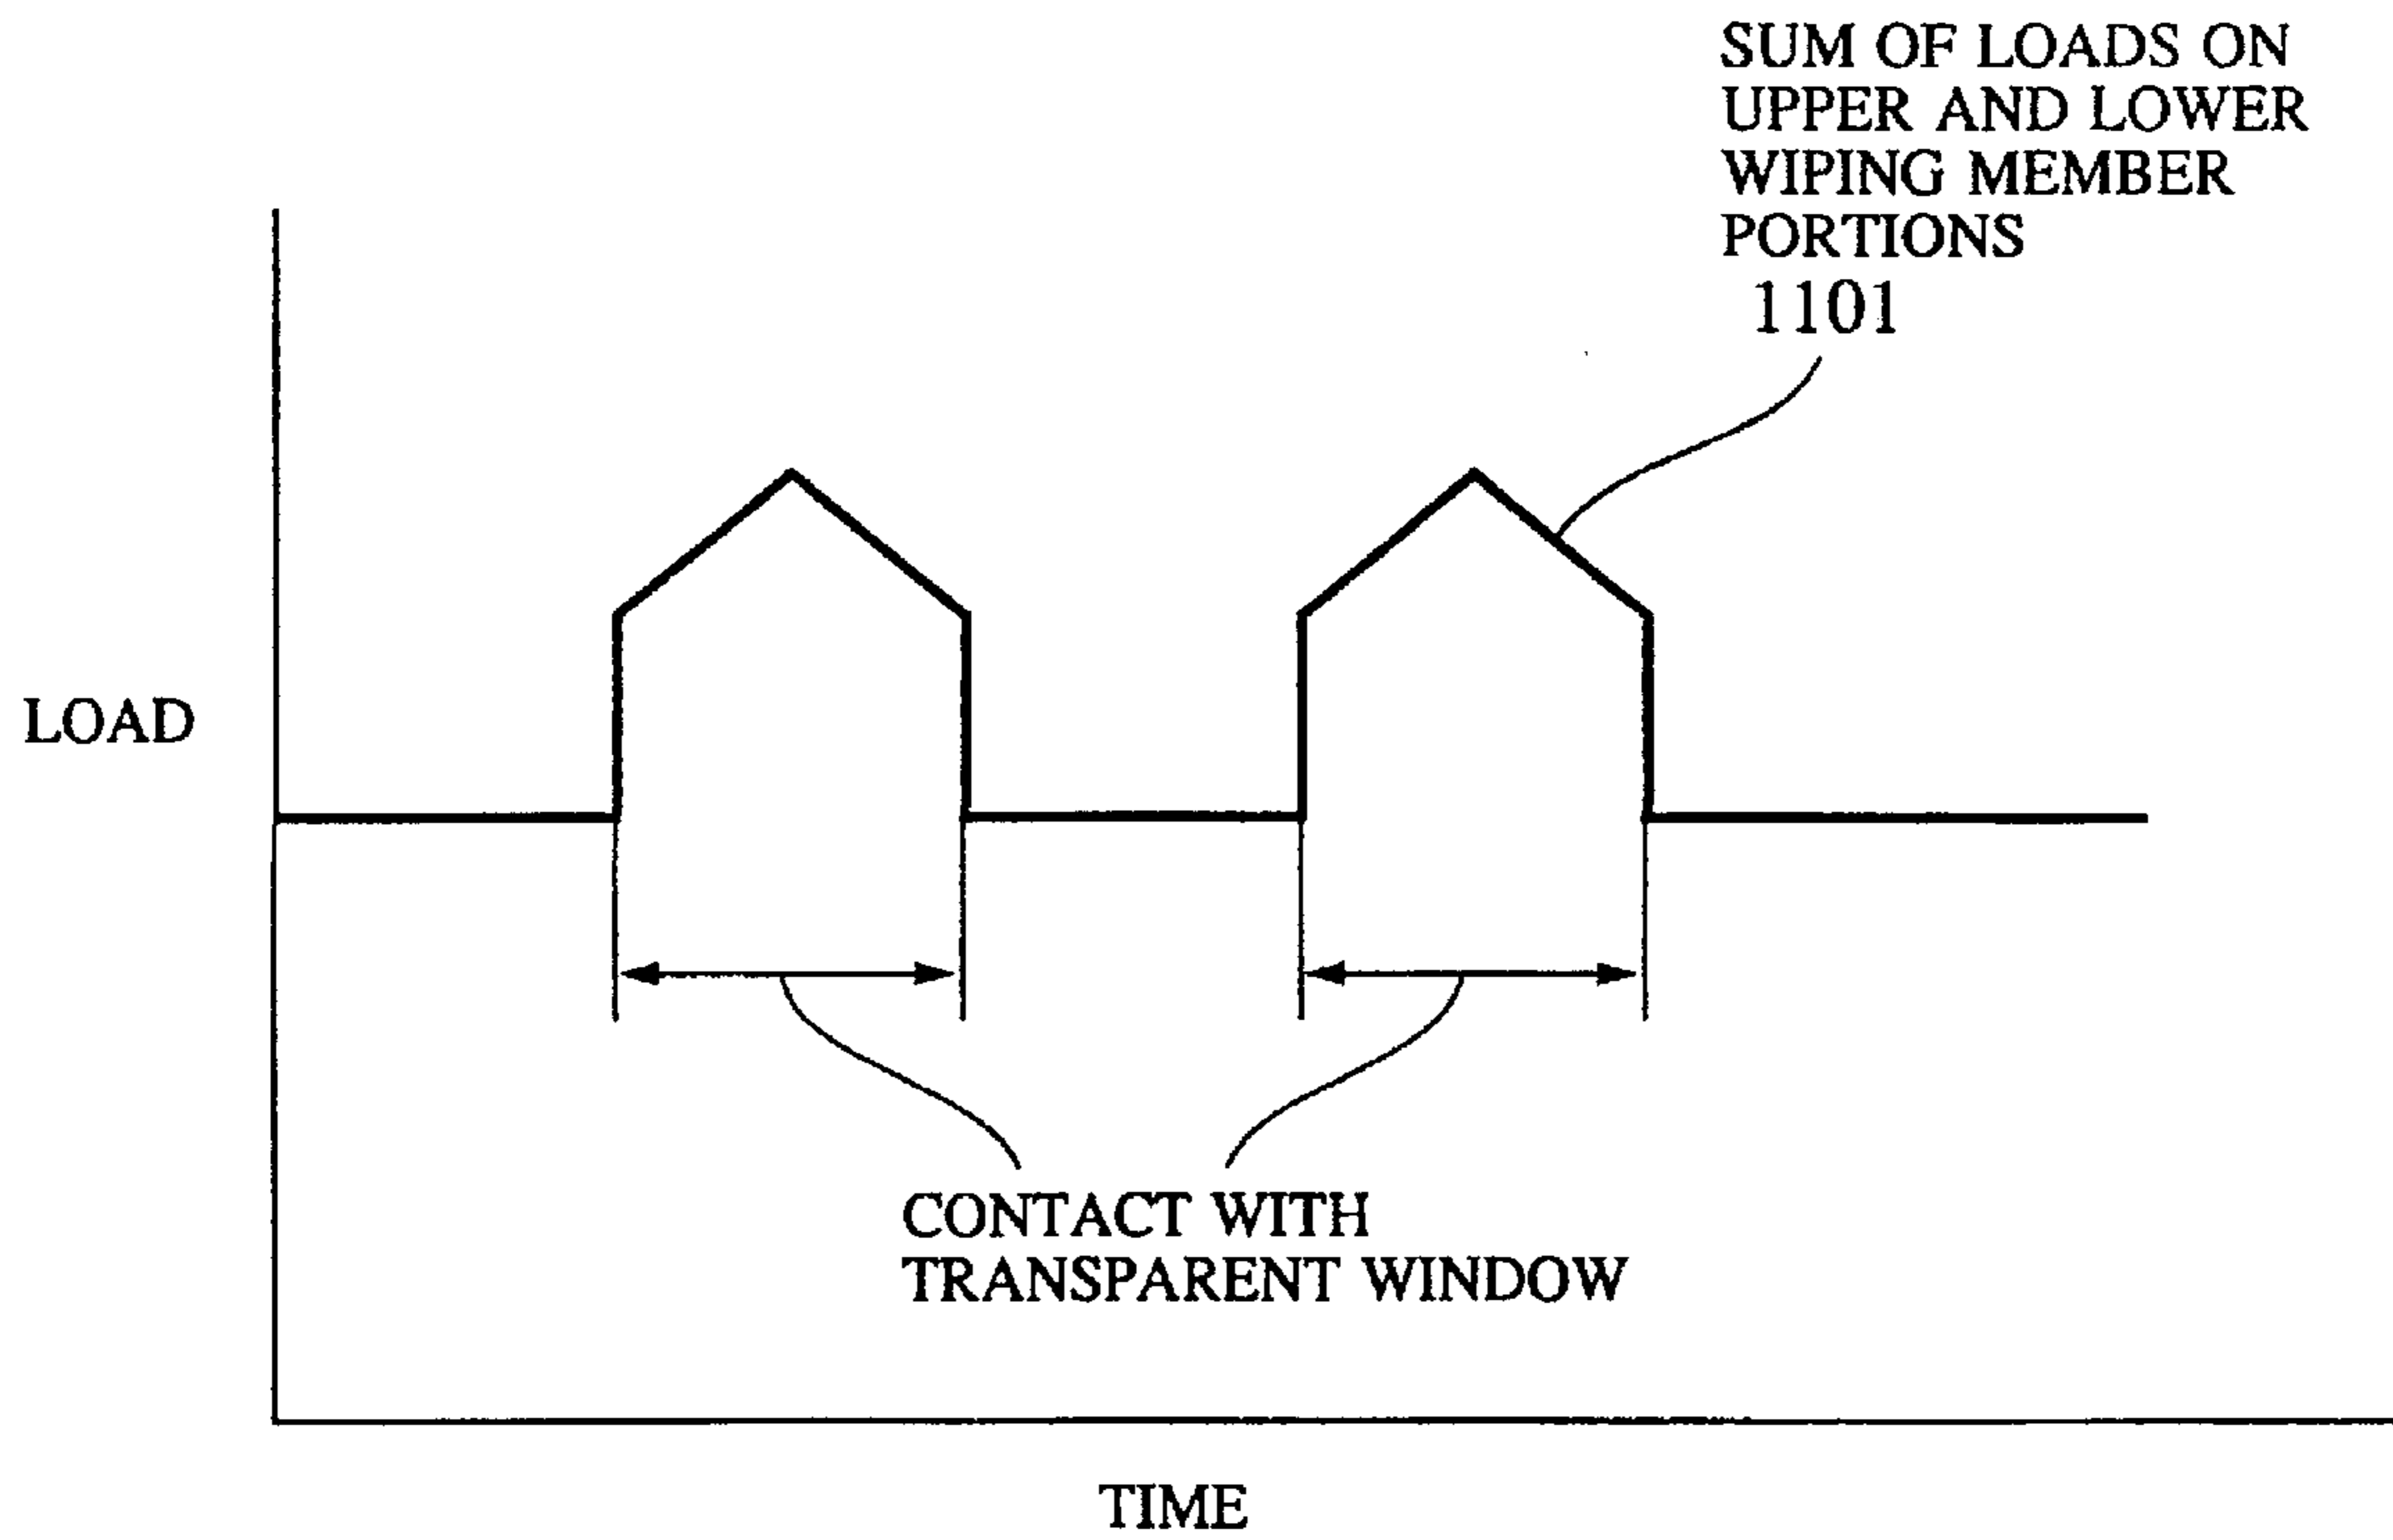 SUM OF LOADS ON
UPPER AND LOWER
WIPING MEMBER
PORTIONS
1101
LOAD
CONTACT WITH
TRANSPARENT WINDOW
TIME